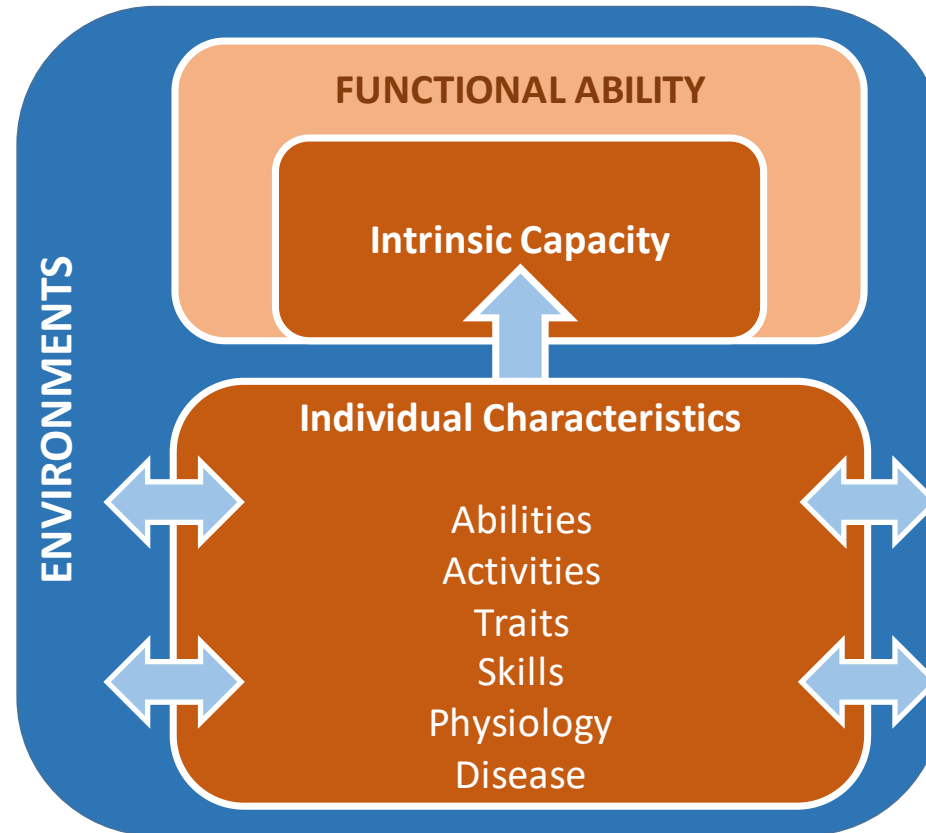 FUNCTIONAL ABILITY
Intrinsic Capacity
ENVIRONMENTS
Individual Characteristics
Abilities
Activities
Traits
Skills
Physiology
Disease